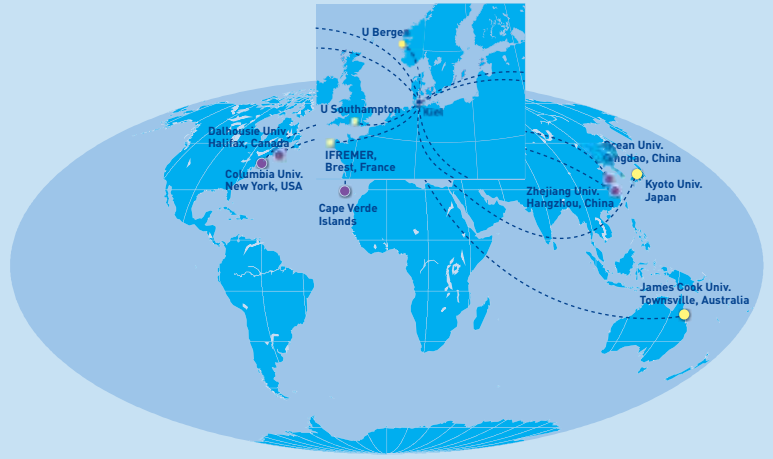 U Bergen
U Southampton
Kiel
Dalhousie Univ.
Halifax, Canada
IFREMER,
Brest, France
Columbia Univ.
New York, USA
Cape Verde
Islands
Ocean Univ.
Qingdao, China
Kyoto Univ.
Japan
Zhejiang Univ.
Hangzhou, China
James Cook Univ.
Townsville, Australia